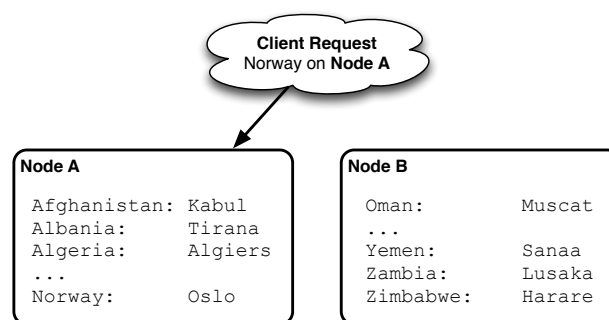 Client Request
Norway on Node A
Node A
Afghanistan: Kabul
Albania: Tirana
Algeria: Algiers
...
Norway: Oslo
Node B
Oman: Muscat
...
Yemen: Sanaa
Zambia: Lusaka
Zimbabwe: Harare